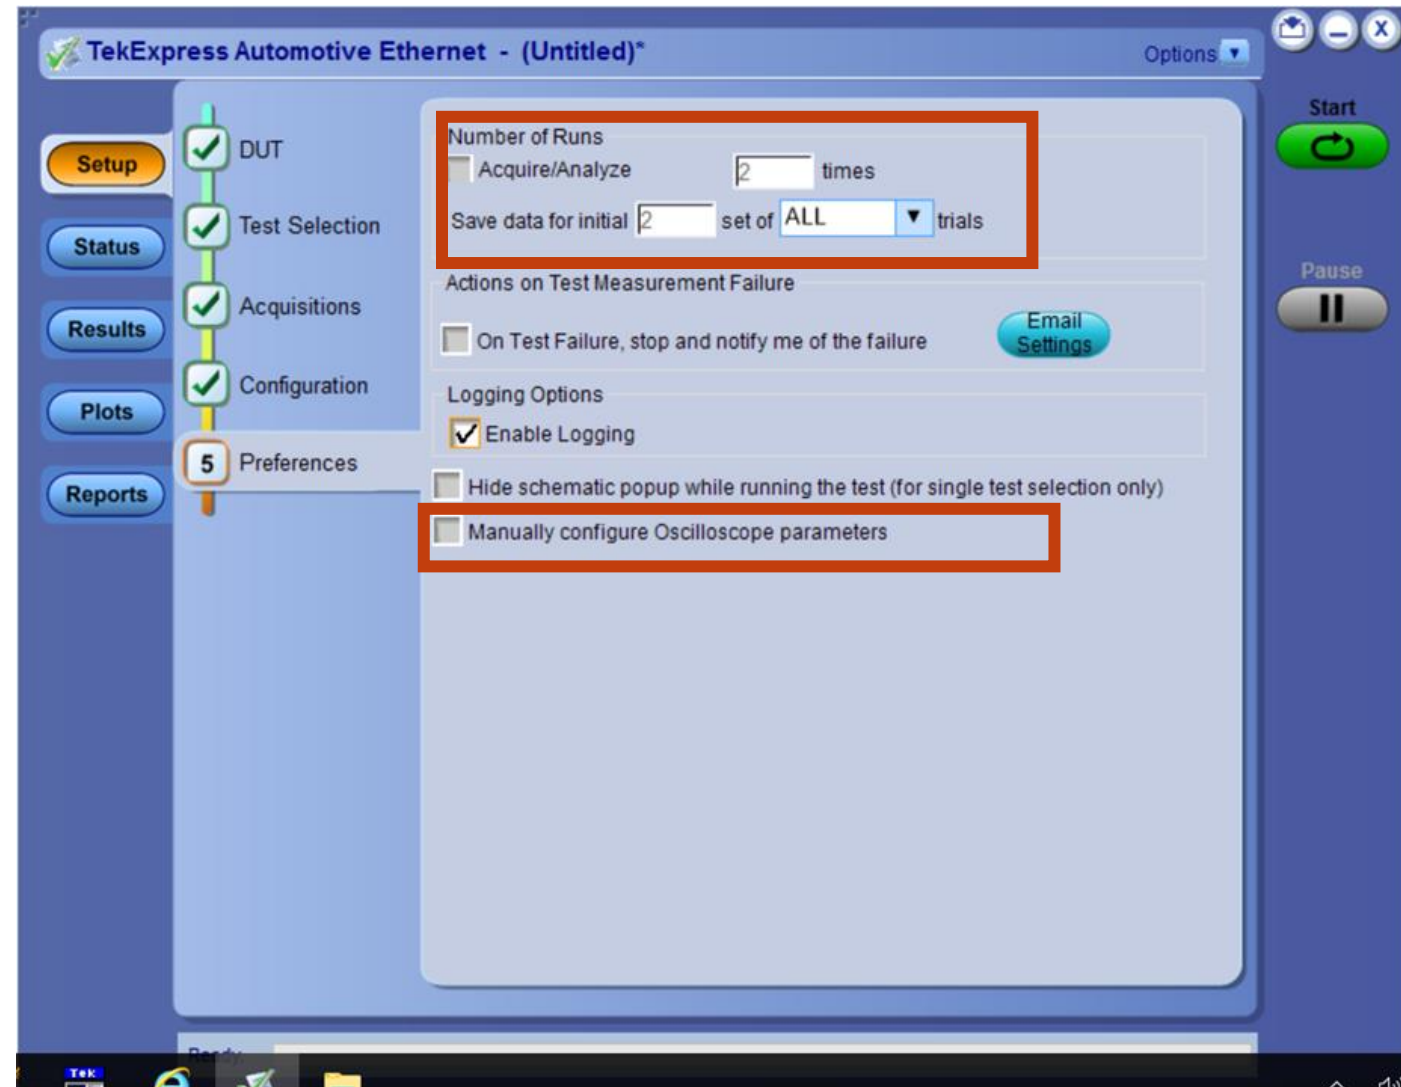 TekExpress Automotive Ethernet - (Untitled)*
Options
Start
Setup
DUT
Number of Runs
Acquire/Analyze 2 times
Test Selection
Save data for initial 2 set of ALL trials
Status
Actions on Test Measurement Failure
Pause
Acquisitions
On Test Failure, stop and notify me of the failure
Email
Settings
Results
Configuration
Logging Options
Enable Logging
Plots
5 Preferences
Hide schematic popup while running the test (for single test selection only)
Reports
Manually configure Oscilloscope parameters
Ready
Tek